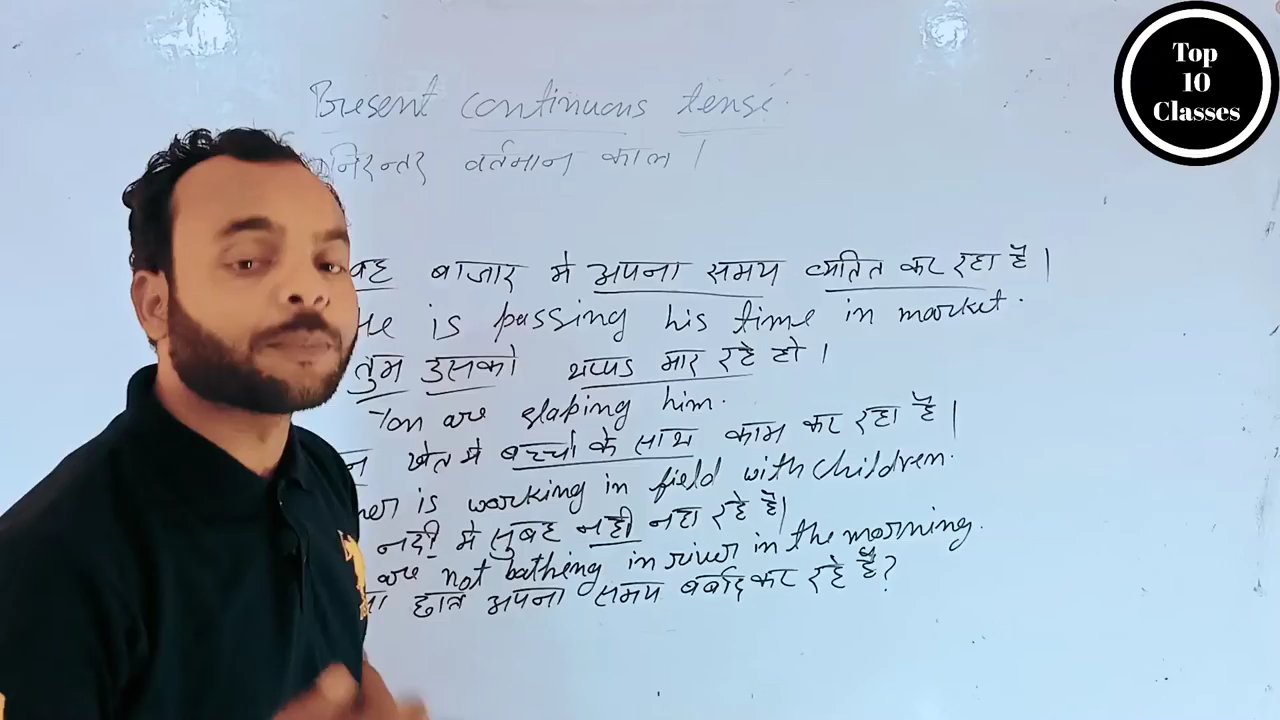 Present continuous tense.
निरन्तर वर्तमान काल।
वह बाजार मे अपना समय व्यतित कर रहा है।
He is passing his time in market.
तुम उसको थप्पड मार रहे हो।
You are slaping him.
खेत मे बच्चो के साथ काम कर रहा है।
is working in field with children.
नदी मे सुबह नही नहा रहे है।
are not bathing in river in the morning.
छात्र अपना समय बर्बाद कर रहे है?
Top
10
Classes